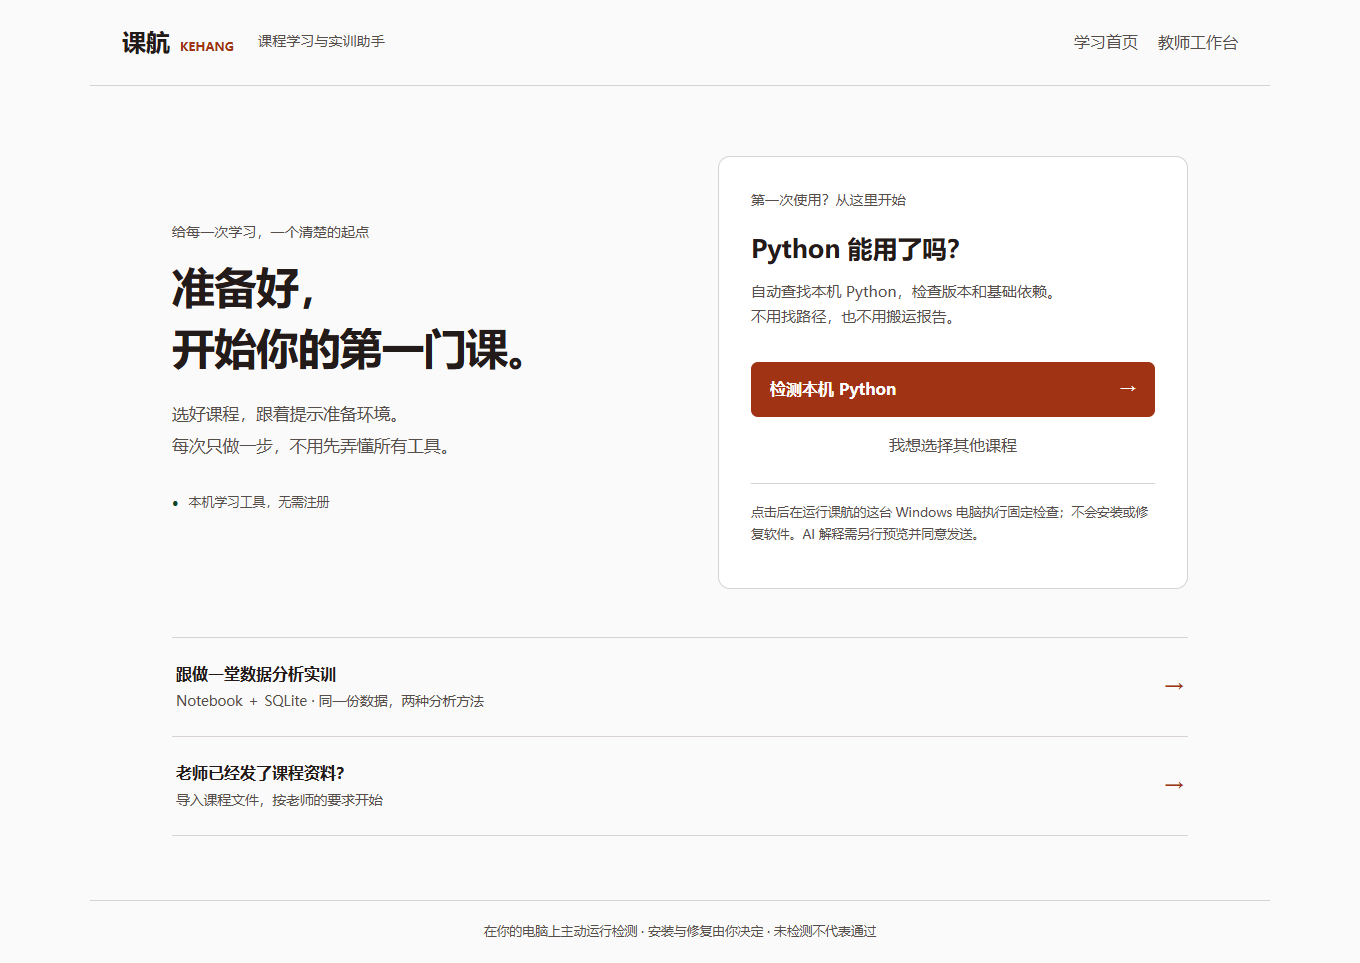 课航 KEHANG 课程学习与实训助手
学习首页 教师工作台
给每一次学习，一个清楚的起点
准备好，
开始你的第一门课。
选好课程，跟着提示准备环境。
每次只做一步，不用先弄懂所有工具。
• 本机学习工具，无需注册
第一次使用？从这里开始
Python 能用了吗？
自动查找本机 Python，检查版本和基础依赖。
不用找路径，也不用搬运报告。
检测本机 Python →
我想选择其他课程
点击后在运行课航的这台 Windows 电脑执行固定检查；不会安装或修
复软件。AI 解释需另行预览并同意发送。
跟做一堂数据分析实训
Notebook + SQLite · 同一份数据，两种分析方法
→
老师已经发了课程资料？
导入课程文件，按老师的要求开始
→
在你的电脑上主动运行检测 · 安装与修复由你决定 · 未检测不代表通过